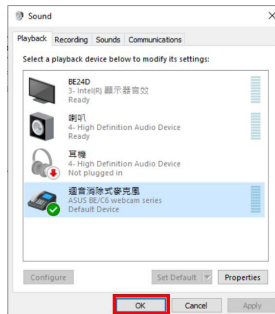 Sound
Playback Recording Sounds Communications
Select a playback device below to modify its settings:
BE24D
3- Intel(R) 顯示器音效
Ready
喇叭
4- High Definition Audio Device
Ready
耳機
4- High Definition Audio Device
Not plugged in
迴音消除式麥克風
ASUS BE/C6 webcam series
Default Device
Configure Set Default Properties
OK Cancel Apply